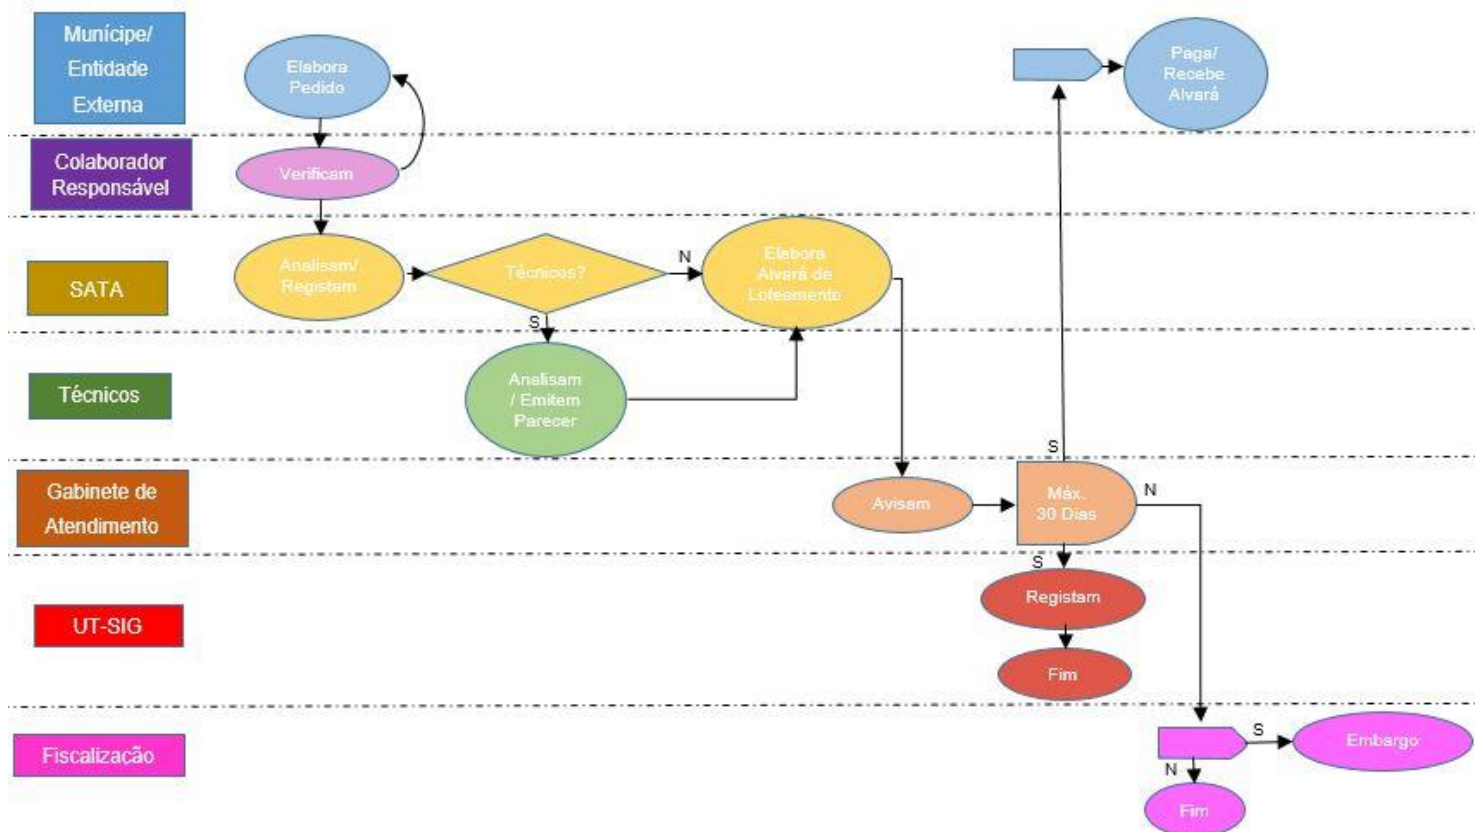 Munícipe/
Entidade
Externa
Elabora
Pedido
Paga/
Recebe
Alvará
Colaborador
Responsável
Verificam
SATA
Analisam/
Registam
Técnicos?
N
S
Elabora
Alvará de
Loteamento
Técnicos
Analisam
/ Emitem
Parecer
Gabinete de
Atendimento
Avisam
S
Máx.
30 Dias
N
S
UT-SIG
Registam
Fim
Fiscalização
S
Embargo
N
Fim